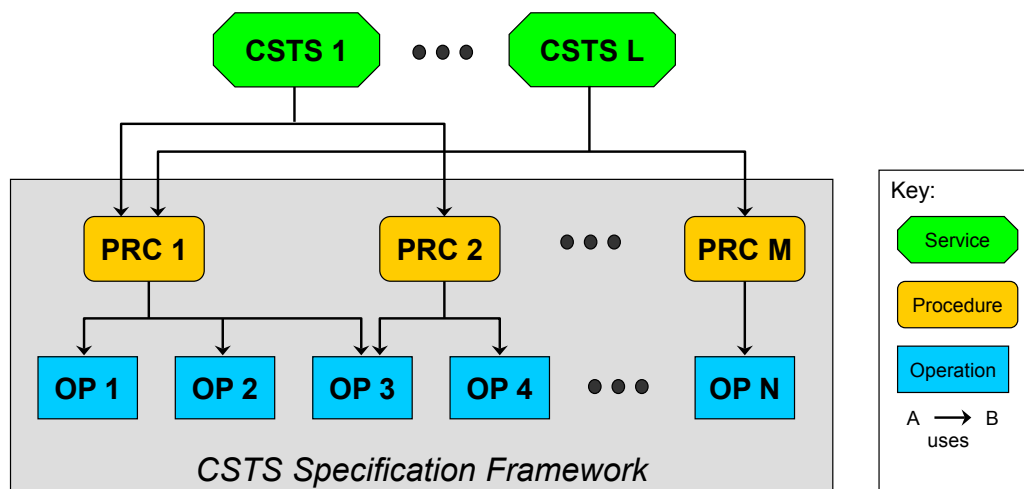 CSTS 1
CSTS L
PRC 1
PRC 2
PRC M
OP 1
OP 2
OP 3
OP 4
OP N
CSTS Specification Framework
Key:
Service
Procedure
Operation
A B
uses